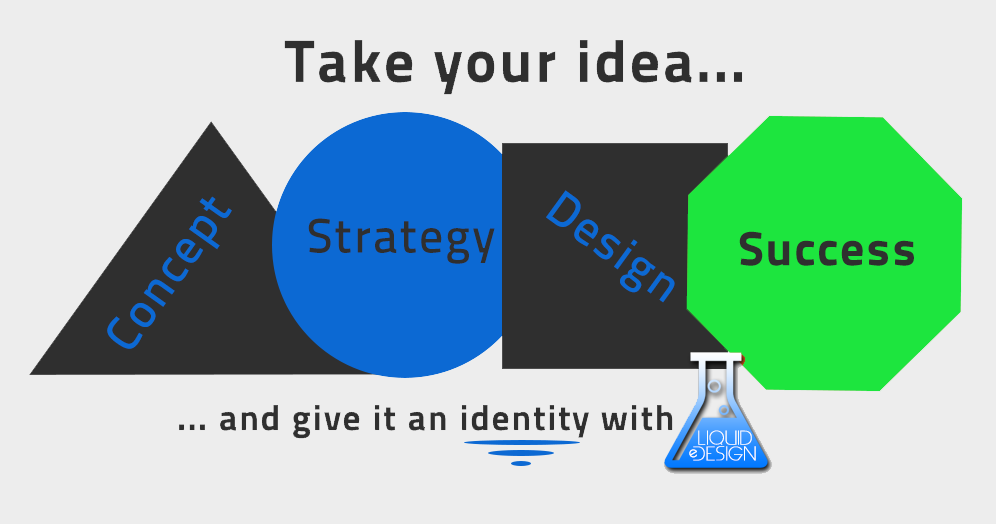 Take your idea...
Concept
Strategy
Design
Success
... and give it an identity with
LIQUID
eDESIGN